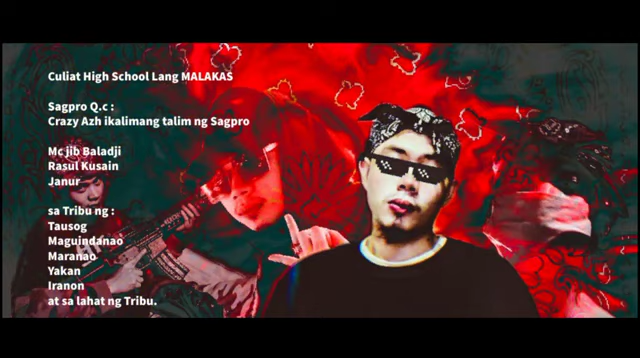 Culiat High School Lang MALAKAS
Sagpro Q.c :
Crazy Azh ikalimang talim ng Sagpro
Mc jib Baladji
Rasul Kusain
Janur
sa Tribu ng :
Tausog
Maguindanao
Maranao
Yakan
Iranon
at sa lahat ng Tribu.